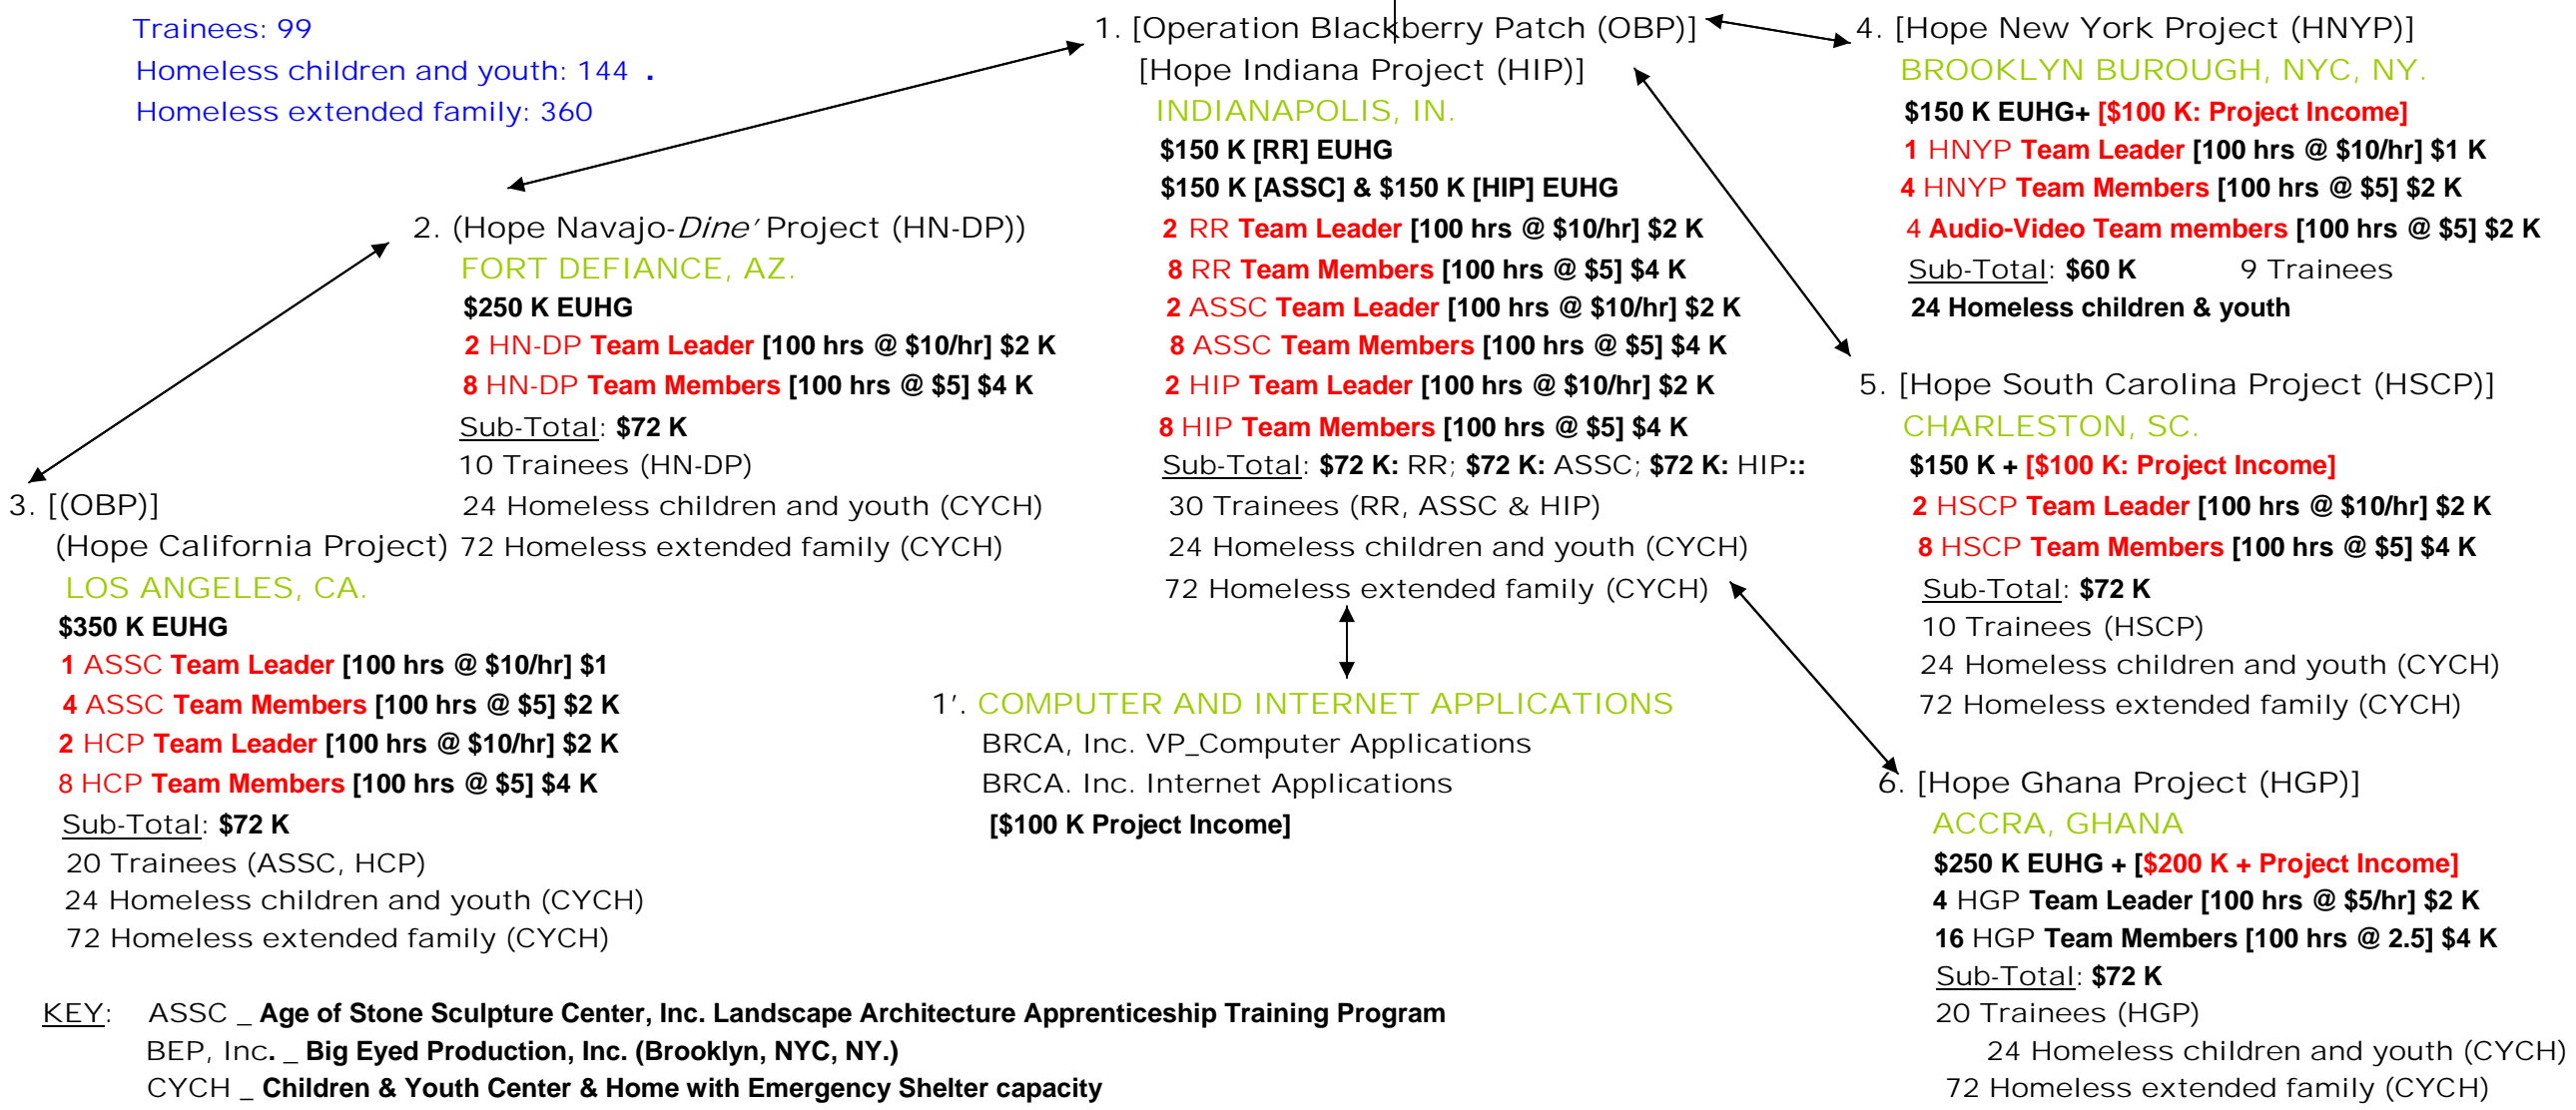 Trainees: 99
Homeless children and youth: 144 .
Homeless extended family: 360
1. [Operation Blackberry Patch (OBP)]
[Hope Indiana Project (HIP)]
INDIANAPOLIS, IN.
$150 K [RR] EUHG
$150 K [ASSC] & $150 K [HIP] EUHG
2 RR Team Leader [100 hrs @ $10/hr] $2 K
8 RR Team Members [100 hrs @ $5] $4 K
2 ASSC Team Leader [100 hrs @ $10/hr] $2 K
8 ASSC Team Members [100 hrs @ $5] $4 K
2 HIP Team Leader [100 hrs @ $10/hr] $2 K
8 HIP Team Members [100 hrs @ $5] $4 K
Sub-Total: $72 K: RR; $72 K: ASSC; $72 K: HIP::
30 Trainees (RR, ASSC & HIP)
24 Homeless children and youth (CYCH)
72 Homeless extended family (CYCH)
1'. COMPUTER AND INTERNET APPLICATIONS
BRCA, Inc. VP_Computer Applications
BRCA. Inc. Internet Applications
[$100 K Project Income]
2. (Hope Navajo-Dine' Project (HN-DP))
FORT DEFIANCE, AZ.
$250 K EUHG
2 HN-DP Team Leader [100 hrs @ $10/hr] $2 K
8 HN-DP Team Members [100 hrs @ $5] $4 K
Sub-Total: $72 K
10 Trainees (HN-DP)
24 Homeless children and youth (CYCH)
72 Homeless extended family (CYCH)
3. [(OBP)]
(Hope California Project)
LOS ANGELES, CA.
$350 K EUHG
1 ASSC Team Leader [100 hrs @ $10/hr] $1
4 ASSC Team Members [100 hrs @ $5] $2 K
2 HCP Team Leader [100 hrs @ $10/hr] $2 K
8 HCP Team Members [100 hrs @ $5] $4 K
Sub-Total: $72 K
20 Trainees (ASSC, HCP)
24 Homeless children and youth (CYCH)
72 Homeless extended family (CYCH)
4. [Hope New York Project (HNYP)]
BROOKLYN BUROUGH, NYC, NY.
$150 K EUHG+ [$100 K: Project Income]
1 HNYP Team Leader [100 hrs @ $10/hr] $1 K
4 HNYP Team Members [100 hrs @ $5] $2 K
4 Audio-Video Team members [100 hrs @ $5] $2 K
Sub-Total: $60 K 9 Trainees
24 Homeless children & youth
5. [Hope South Carolina Project (HSCP)]
CHARLESTON, SC.
$150 K + [$100 K: Project Income]
2 HSCP Team Leader [100 hrs @ $10/hr] $2 K
8 HSCP Team Members [100 hrs @ $5] $4 K
Sub-Total: $72 K
10 Trainees (HSCP)
24 Homeless children and youth (CYCH)
72 Homeless extended family (CYCH)
6. [Hope Ghana Project (HGP)]
ACCRA, GHANA
$250 K EUHG + [$200 K + Project Income]
4 HGP Team Leader [100 hrs @ $5/hr] $2 K
16 HGP Team Members [100 hrs @ 2.5] $4 K
Sub-Total: $72 K
20 Trainees (HGP)
24 Homeless children and youth (CYCH)
72 Homeless extended family (CYCH)
KEY: ASSC _ Age of Stone Sculpture Center, Inc. Landscape Architecture Apprenticeship Training Program
BEP, Inc. _ Big Eyed Production, Inc. (Brooklyn, NYC, NY.)
CYCH _ Children & Youth Center & Home with Emergency Shelter capacity